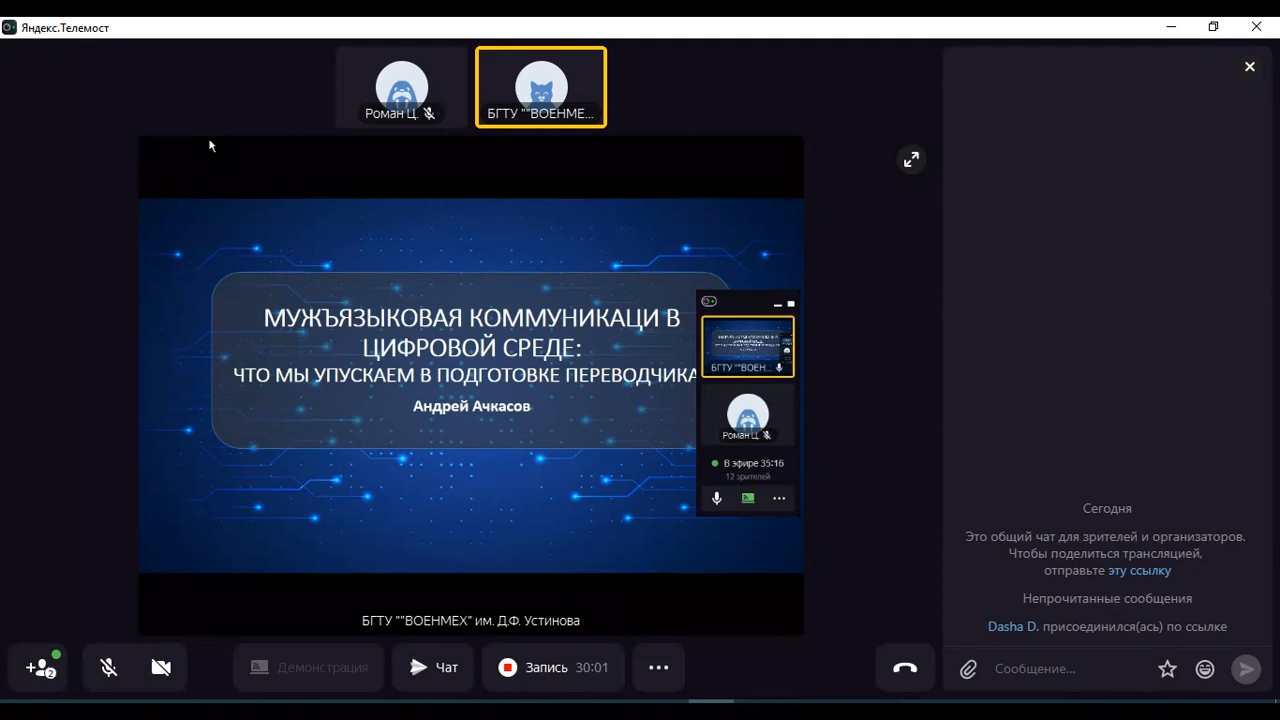 Яндекс.Телемост
Роман Ц.
БГТУ ""ВОЕНМЕ...
МУЖЪЯЗЫКОВАЯ КОММУНИКАЦИ В
ЦИФРОВОЙ СРЕДЕ:
ЧТО МЫ УПУСКАЕМ В ПОДГОТОВКЕ ПЕРЕВОДЧИКА
Андрей Ачкасов
БГТУ ""ВОЕН...
Роман Ц.
В эфире 35:16
12 зрителей
БГТУ ""ВОЕНМЕХ" им. Д.Ф. Устинова
Сегодня
Это общий чат для зрителей и организаторов.
Чтобы поделиться трансляцией,
отправьте эту ссылку
Непрочитанные сообщения
Dasha D. присоединился(ась) по ссылке
2
Демонстрация
Чат
Запись 30:01
Сообщение...